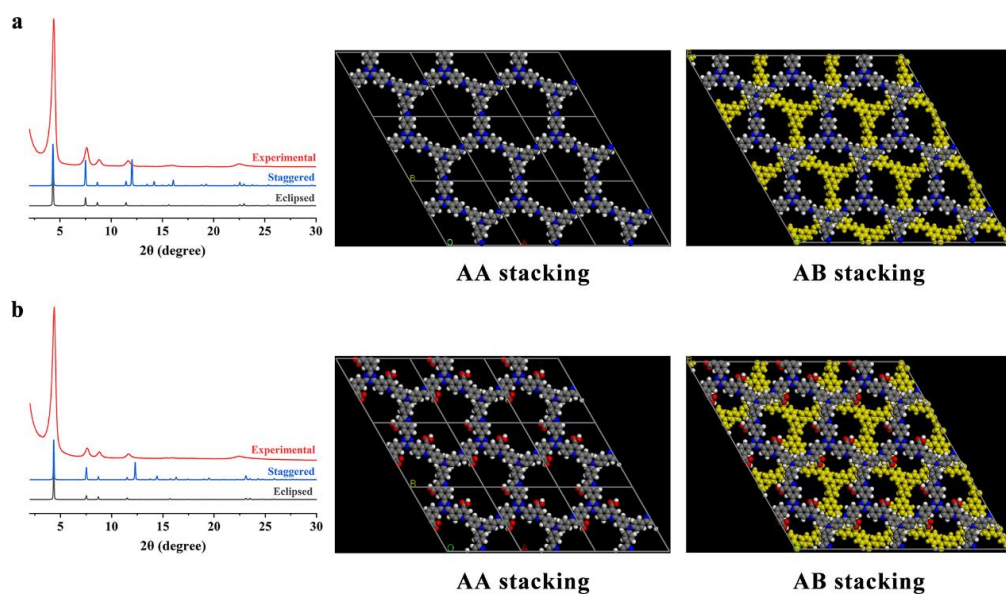 a
Experimental
Staggered
Eclipsed
5 10 15 20 25 30
2θ (degree)
B
O A
AA stacking
AB stacking
b
Experimental
Staggered
Eclipsed
5 10 15 20 25 30
2θ (degree)
B
O A
AA stacking
AB stacking